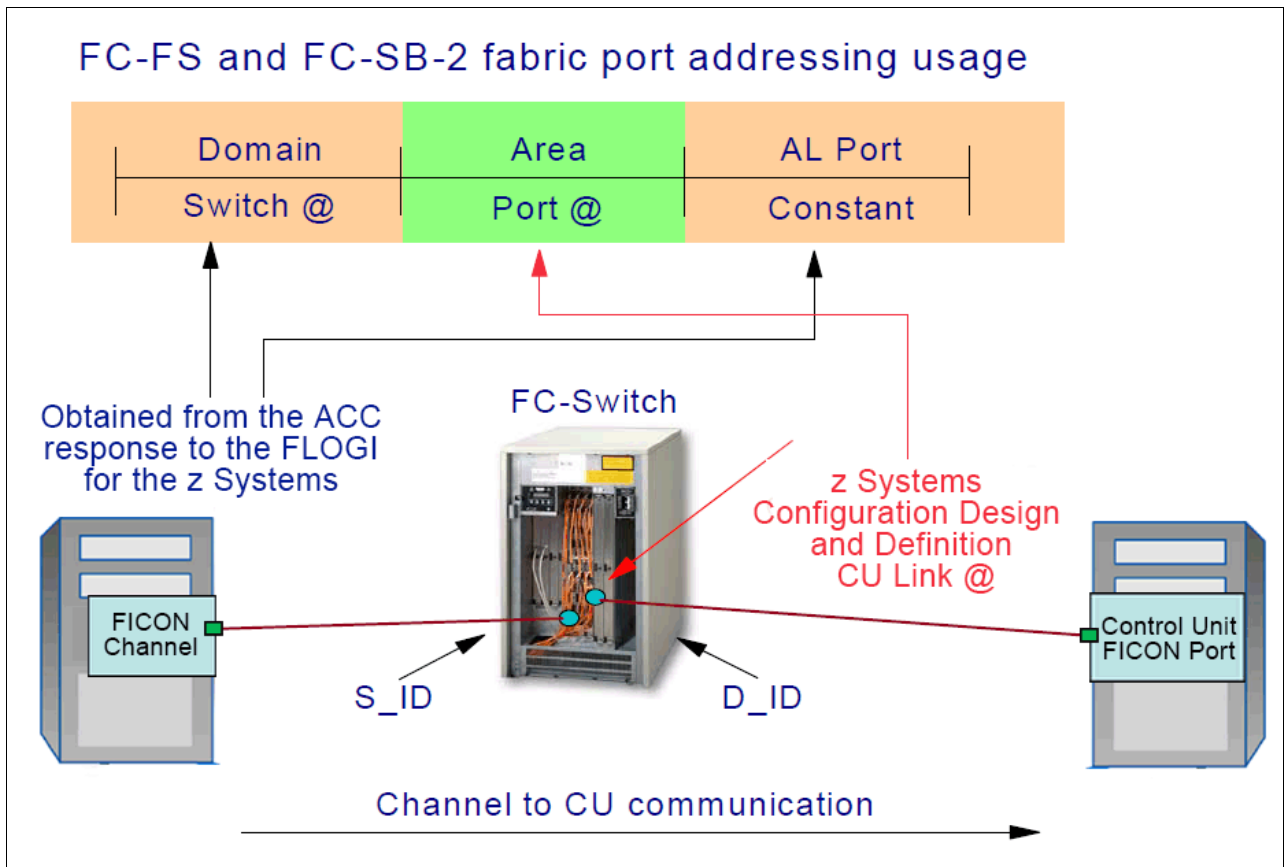 FC-FS and FC-SB-2 fabric port addressing usage
Domain
Area
AL Port
Switch @
Port @
Constant
Obtained from the ACC
response to the FLOGI
for the z Systems
FC-Switch
z Systems
Configuration Design
and Definition
CU Link @
FICON
Channel
Control Unit
FICON Port
S_ID
D_ID
Channel to CU communication